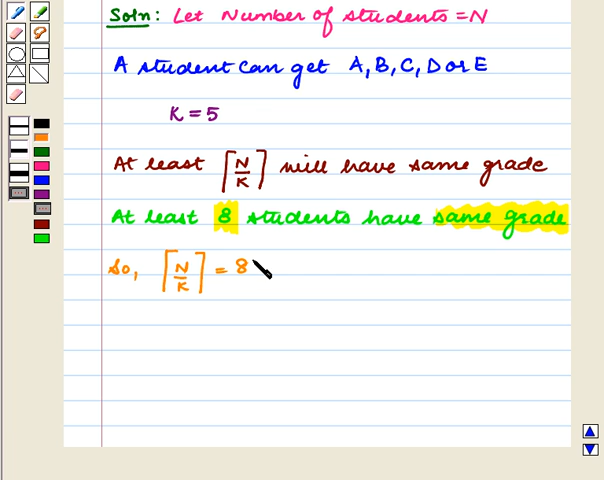 Soln: Let Number of students = N
A student can get A, B, C, D or E
K = 5
At least ⌈N/K⌉ will have same grade
At least 8 students have same grade
So, ⌈N/K⌉ = 8